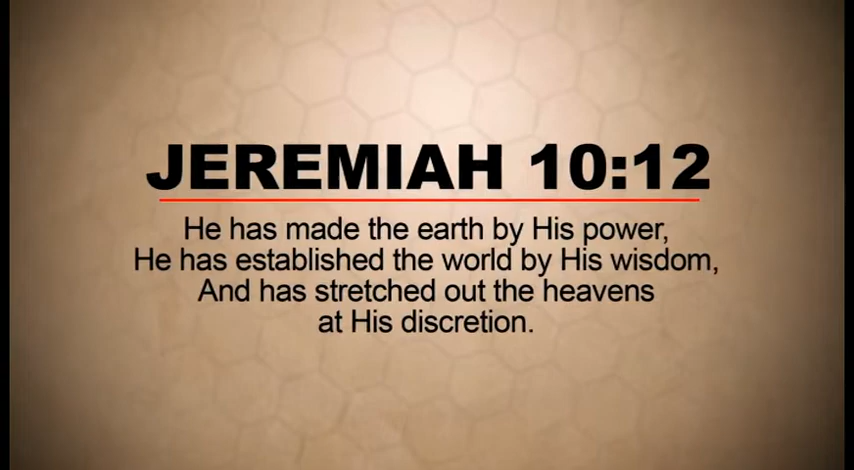 JEREMIAH 10:12
He has made the earth by His power,
He has established the world by His wisdom,
And has stretched out the heavens
at His discretion.